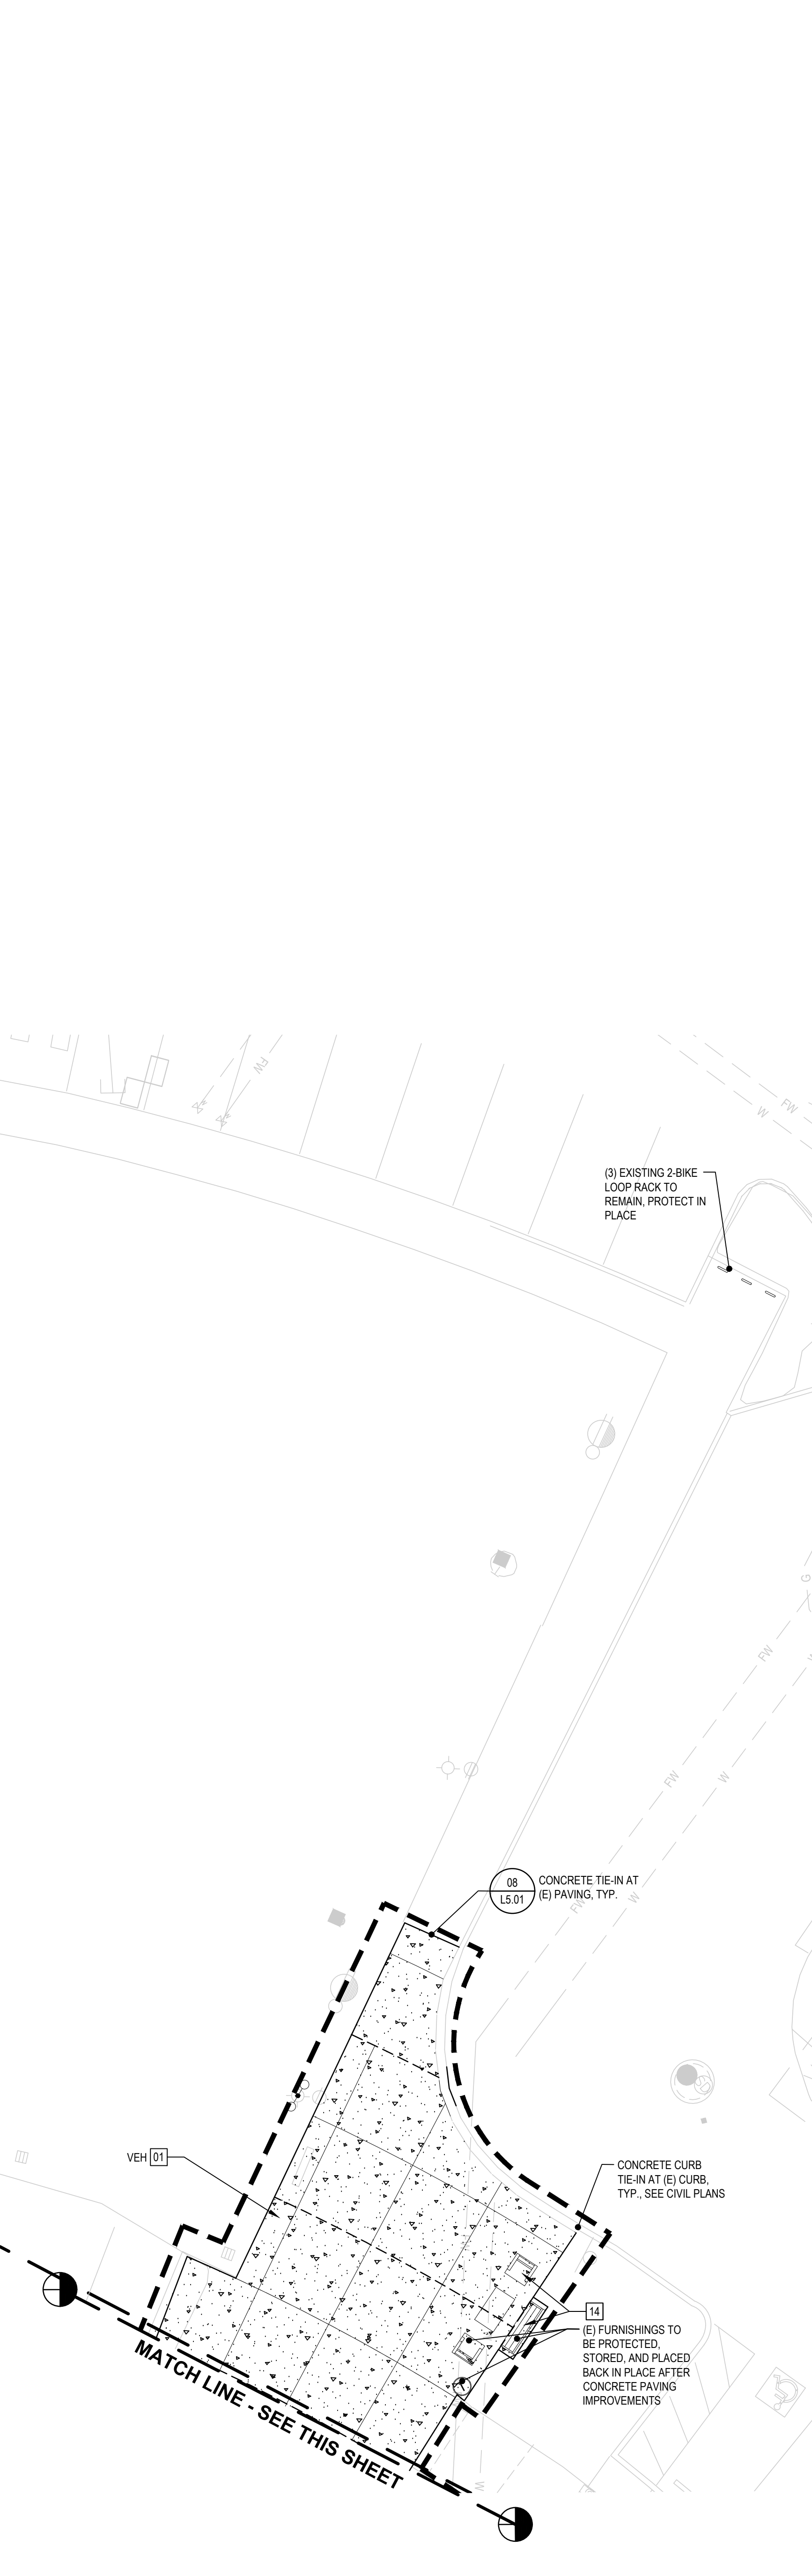 FW
W
FW
(3) EXISTING 2-BIKE
LOOP RACK TO
REMAIN, PROTECT IN
PLACE
G
FW
FW
W
08
L5.01
CONCRETE TIE-IN AT
(E) PAVING, TYP.
FW
W
VEH 01
CONCRETE CURB
TIE-IN AT (E) CURB,
TYP., SEE CIVIL PLANS
14
(E) FURNISHINGS TO
BE PROTECTED,
STORED, AND PLACED
BACK IN PLACE AFTER
CONCRETE PAVING
IMPROVEMENTS
MATCH LINE - SEE THIS SHEET
W